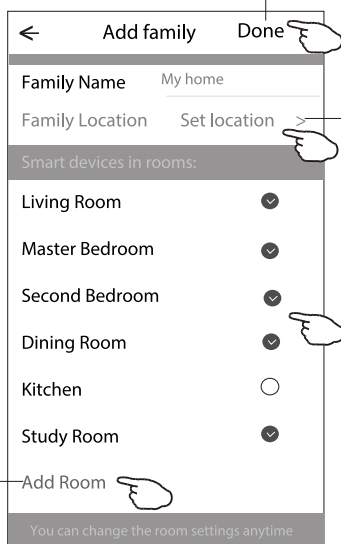 ← Add family Done
Family Name My home
Family Location Set location >
Smart devices in rooms:
Living Room
Master Bedroom
Second Bedroom
Dining Room
Kitchen
Study Room
Add Room
You can change the room settings anytime